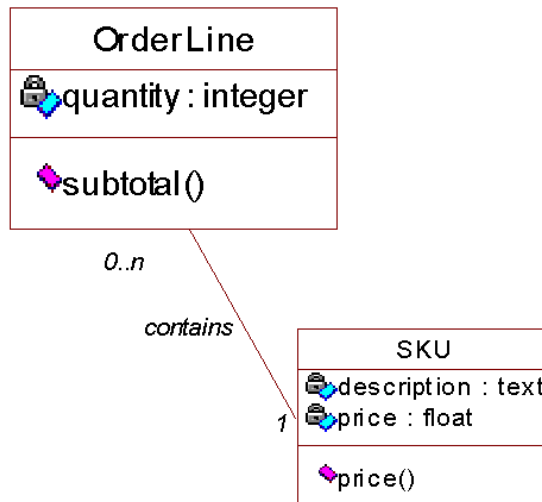 OrderLine
quantity : integer
subtotal()
0..n
contains
SKU
description : text
1
price : float
price()